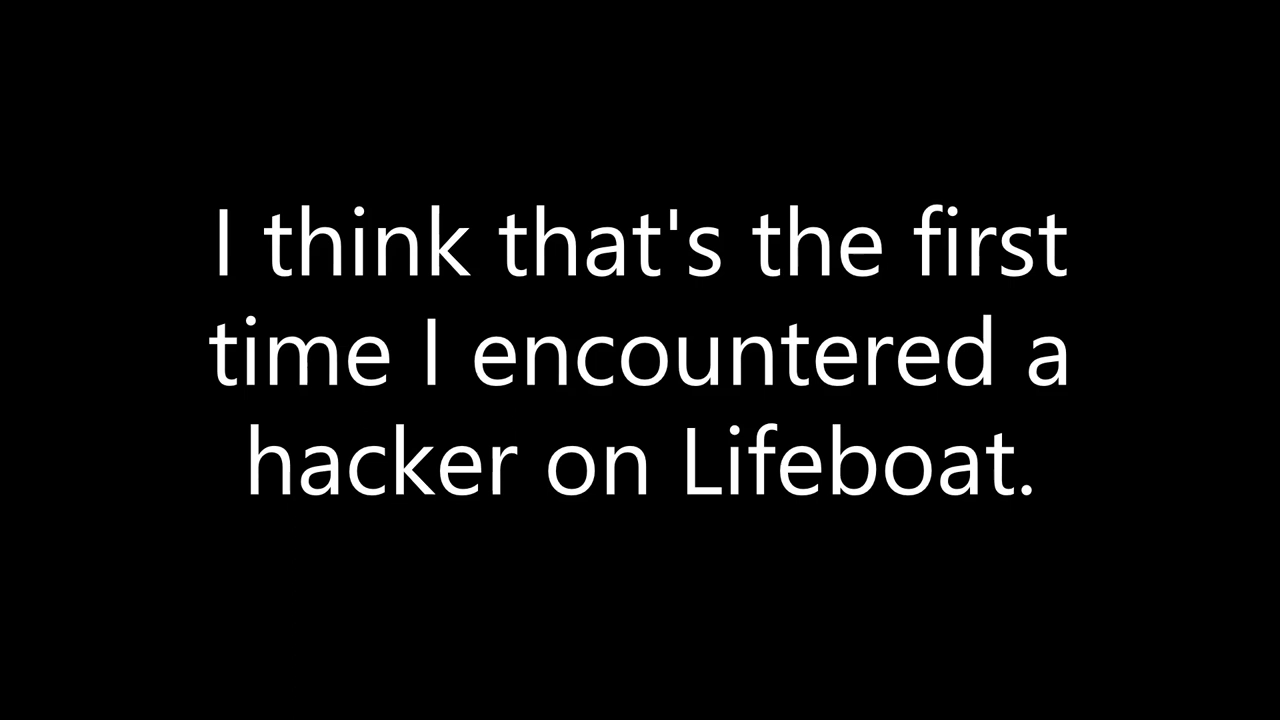 I think that's the first
time I encountered a
hacker on Lifeboat.